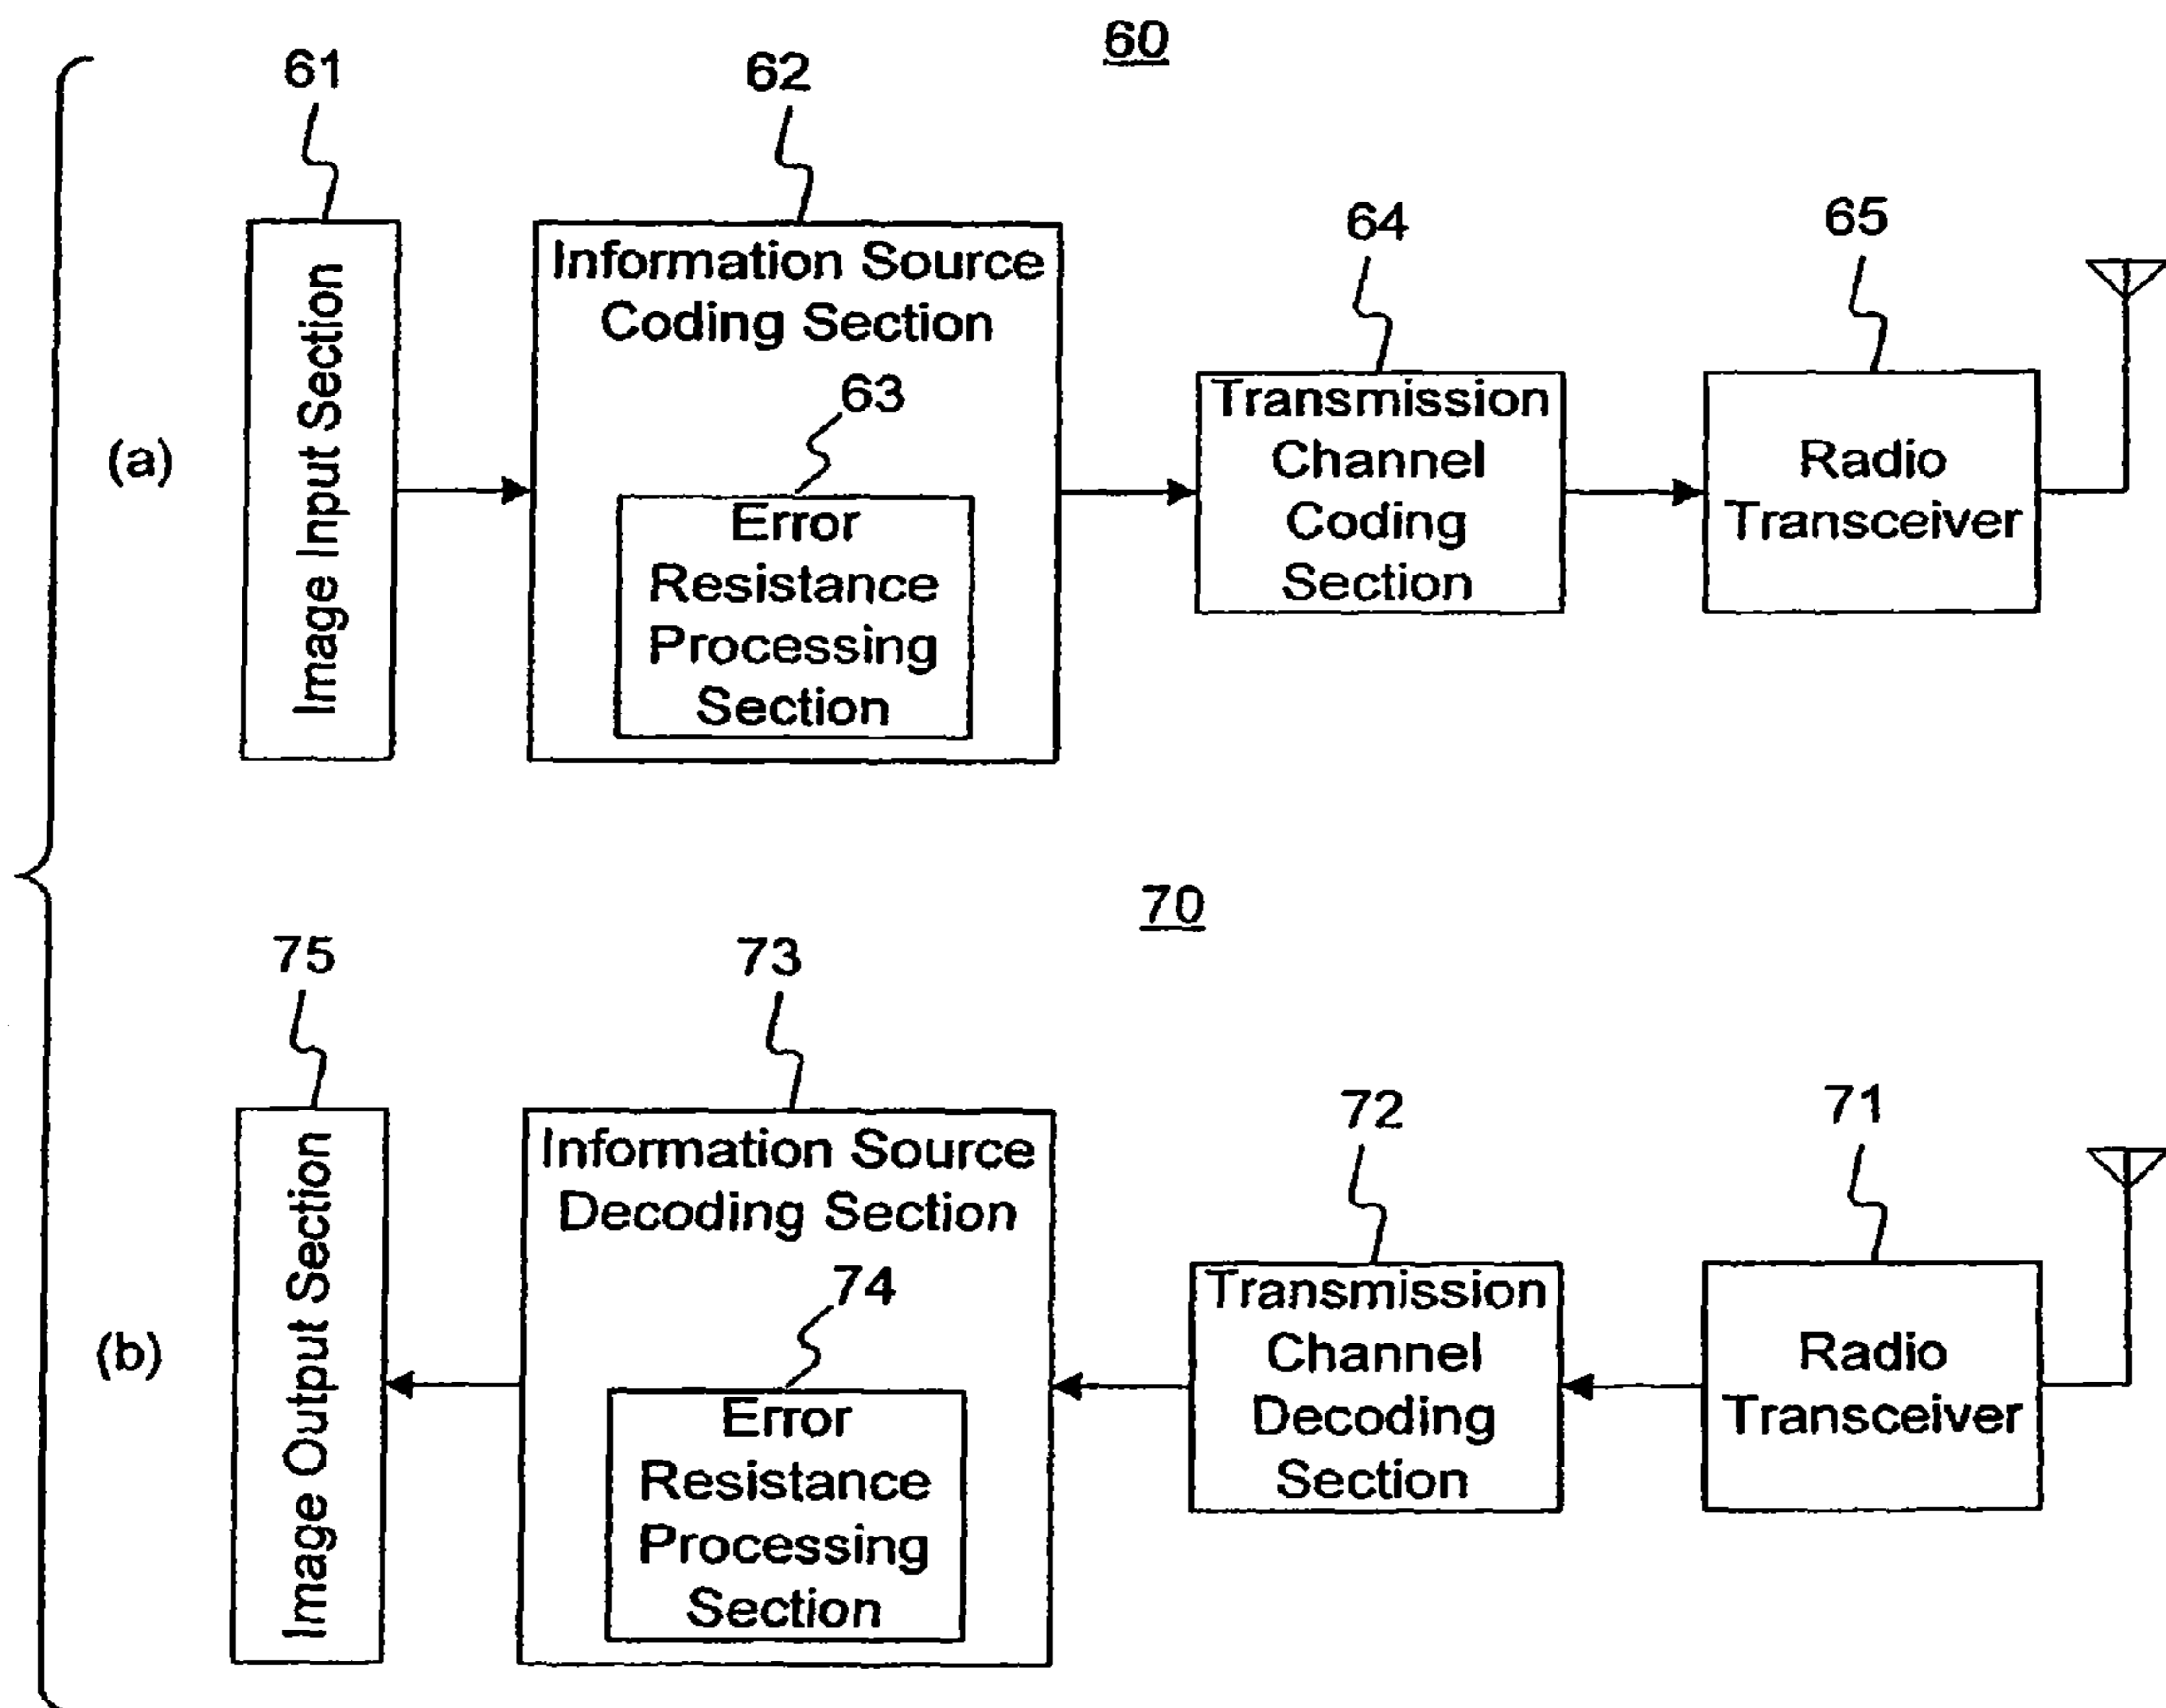 60
61
62
64
65
Information Source
Coding Section
63
Error
Resistance
Processing
Section
Image Input Section
Transmission
Channel
Coding
Section
Radio
Transceiver
(a)
70
75
73
72
71
Information Source
Decoding Section
74
Error
Resistance
Processing
Section
Image Output Section
Transmission
Channel
Decoding
Section
Radio
Transceiver
(b)